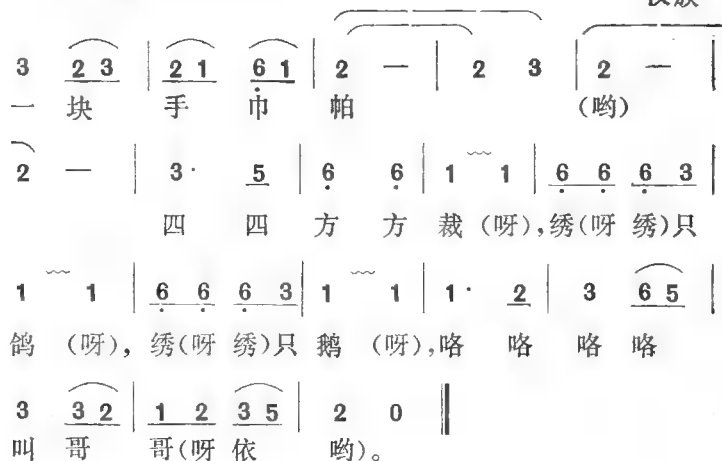 3 2 3 | 2 1 6 1 | 2 — | 2 3 | 2 — |
一 块 手 巾 帕 (哟)
2 — | 3· 5 | 6 6 | 1 1 | 6 6 6 3 |
四 四 方 方 裁 (呀),绣(呀 绣)只
1 1 | 6 6 6 3 | 1 1 | 1· 2 | 3 6 5 |
鸽 (呀), 绣(呀 绣)只 鹅 (呀),咯 咯 咯 咯
3 3 2 | 1 2 3 5 | 2 0 ‖
叫 哥 哥(呀 依 哟)。